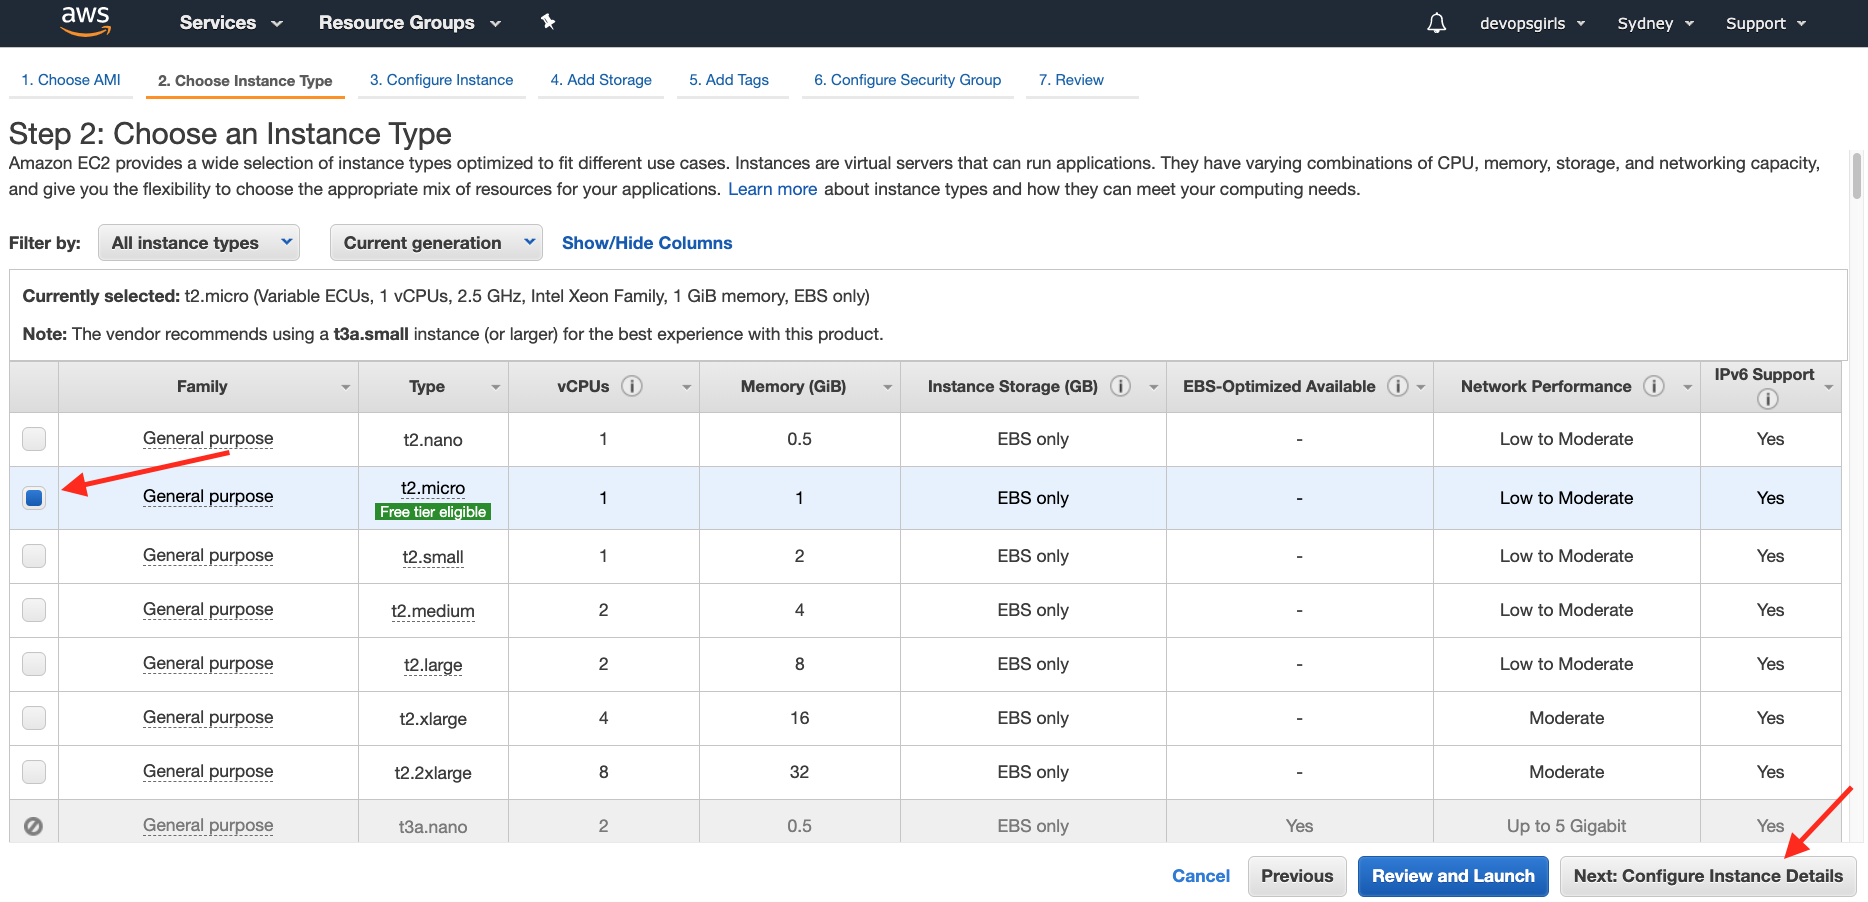 aws Services Resource Groups devopsgirls Sydney Support
1. Choose AMI 2. Choose Instance Type 3. Configure Instance 4. Add Storage 5. Add Tags 6. Configure Security Group 7. Review
Step 2: Choose an Instance Type
Amazon EC2 provides a wide selection of instance types optimized to fit different use cases. Instances are virtual servers that can run applications. They have varying combinations of CPU, memory, storage, and networking capacity,
and give you the flexibility to choose the appropriate mix of resources for your applications. Learn more about instance types and how they can meet your computing needs.
Filter by: All instance types Current generation Show/Hide Columns
Currently selected: t2.micro (Variable ECUs, 1 vCPUs, 2.5 GHz, Intel Xeon Family, 1 GiB memory, EBS only)
Note: The vendor recommends using a t3a.small instance (or larger) for the best experience with this product.
Family Type vCPUs i Memory (GiB) Instance Storage (GB) i EBS-Optimized Available i Network Performance i IPv6 Support i
General purpose t2.nano 1 0.5 EBS only - Low to Moderate Yes
General purpose t2.micro Free tier eligible 1 1 EBS only - Low to Moderate Yes
General purpose t2.small 1 2 EBS only - Low to Moderate Yes
General purpose t2.medium 2 4 EBS only - Low to Moderate Yes
General purpose t2.large 2 8 EBS only - Low to Moderate Yes
General purpose t2.xlarge 4 16 EBS only - Moderate Yes
General purpose t2.2xlarge 8 32 EBS only - Moderate Yes
General purpose t3a.nano 2 0.5 EBS only Yes Up to 5 Gigabit Yes
Cancel Previous Review and Launch Next: Configure Instance Details